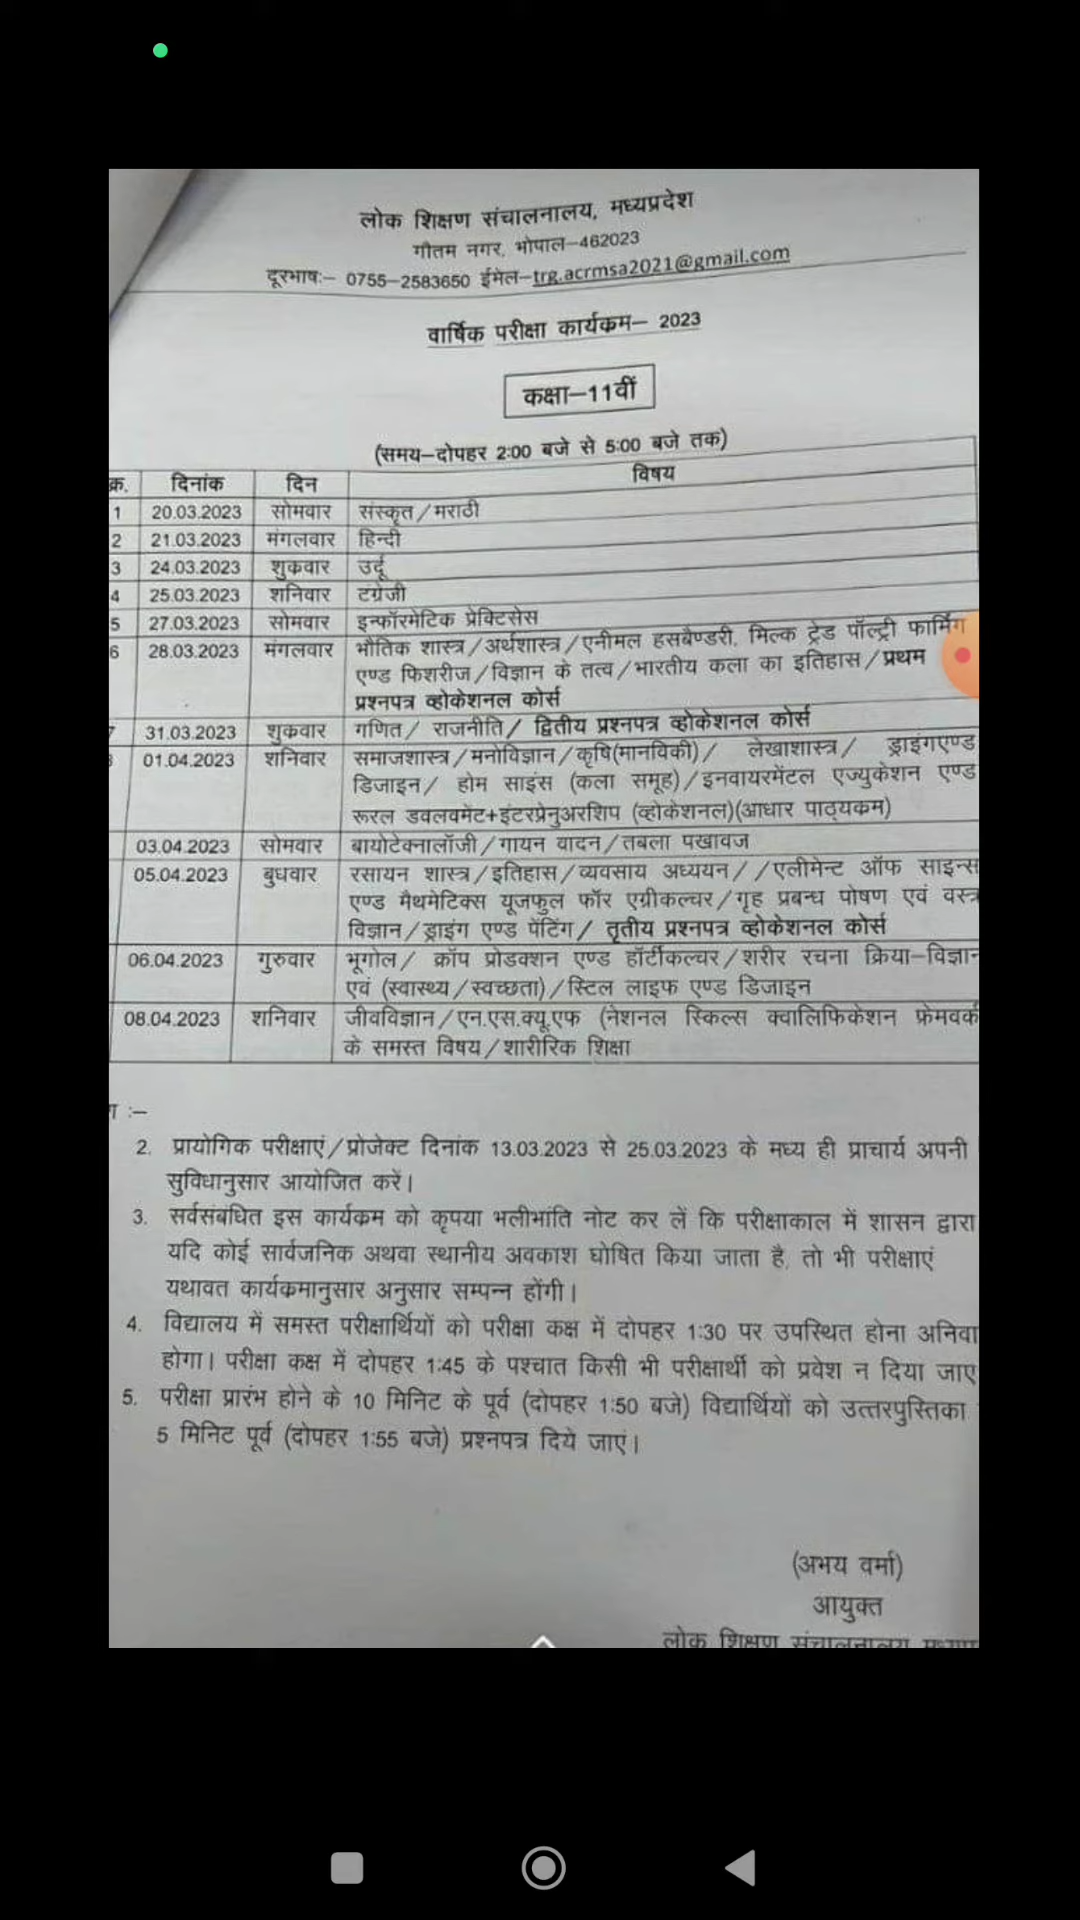 लोक शिक्षण संचालनालय, मध्यप्रदेश
गौतम नगर, भोपाल–462023
दूरभाषः– 0755–2583650 ईमेल–trg.acrmsa2021@gmail.com
वार्षिक परीक्षा कार्यक्रम– 2023
कक्षा–11वीं
(समय–दोपहर 2:00 बजे से 5:00 बजे तक)
क्र. दिनांक दिन विषय
1 20.03.2023 सोमवार संस्कृत/मराठी
2 21.03.2023 मंगलवार हिन्दी
3 24.03.2023 शुक्रवार उर्दू
4 25.03.2023 शनिवार टंग्रेजी
5 27.03.2023 सोमवार इन्फॉरमेटिक प्रेक्टिसेस
6 28.03.2023 मंगलवार भौतिक शास्त्र/अर्थशास्त्र/एनीमल हसबैण्डरी, मिल्क ट्रेड पॉल्ट्री फार्मिग
एण्ड फिशरीज/विज्ञान के तत्व/भारतीय कला का इतिहास/प्रथम
प्रश्नपत्र व्होकेशनल कोर्स
31.03.2023 शुक्रवार गणित/ राजनीति/ द्वितीय प्रश्नपत्र व्होकेशनल कोर्स
01.04.2023 शनिवार समाजशास्त्र/मनोविज्ञान/कृषि(मानविकी)/ लेखाशास्त्र/ ड्राइंगएण्ड
डिजाइन/ होम साइंस (कला समूह)/इनवायरमेंटल एज्युकेशन एण्ड
रूरल डवलवमेंट+इंटरप्रेनुअरशिप (व्होकेशनल)(आधार पाठ्यकम)
03.04.2023 सोमवार बायोटेक्नालॉजी/गायन वादन/तबला पखावज
05.04.2023 बुधवार रसायन शास्त्र/इतिहास/व्यवसाय अध्ययन/ /एलीमेन्ट ऑफ साइन्स
एण्ड मैथमेटिक्स यूजफुल फॉर एग्रीकल्चर/गृह प्रबन्ध पोषण एवं वस्त्र
विज्ञान/ड्राइंग एण्ड पेंटिंग/ तृतीय प्रश्नपत्र व्होकेशनल कोर्स
06.04.2023 गुरुवार भूगोल/ क्रॉप प्रोडक्शन एण्ड हॉर्टीकल्चर/शरीर रचना क्रिया–विज्ञान
एवं (स्वास्थ्य/स्वच्छता)/स्टिल लाइफ एण्ड डिजाइन
08.04.2023 शनिवार जीवविज्ञान/एन.एस.क्यू.एफ (नेशनल स्किल्स क्वालिफिकेशन फ्रेमवर्क
के समस्त विषय/शारीरिक शिक्षा
:–
2. प्रायोगिक परीक्षाएं/प्रोजेक्ट दिनांक 13.03.2023 से 25.03.2023 के मध्य ही प्राचार्य अपनी
सुविधानुसार आयोजित करें।
3. सर्वसंबंधित इस कार्यकम को कृपया भलीभांति नोट कर लें कि परीक्षाकाल में शासन द्वारा
यदि कोई सार्वजनिक अथवा स्थानीय अवकाश घोषित किया जाता है, तो भी परीक्षाएं
यथावत कार्यकमानुसार अनुसार सम्पन्न होंगी।
4. विद्यालय में समस्त परीक्षार्थियों को परीक्षा कक्ष में दोपहर 1:30 पर उपस्थित होना अनिवा
होगा। परीक्षा कक्ष में दोपहर 1:45 के पश्चात किसी भी परीक्षार्थी को प्रवेश न दिया जाए
5. परीक्षा प्रारंभ होने के 10 मिनिट के पूर्व (दोपहर 1:50 बजे) विद्यार्थियों को उत्तरपुस्तिका
5 मिनिट पूर्व (दोपहर 1:55 बजे) प्रश्नपत्र दिये जाएं।
(अभय वर्मा)
आयुक्त
लोक शिक्षण संचालनालय